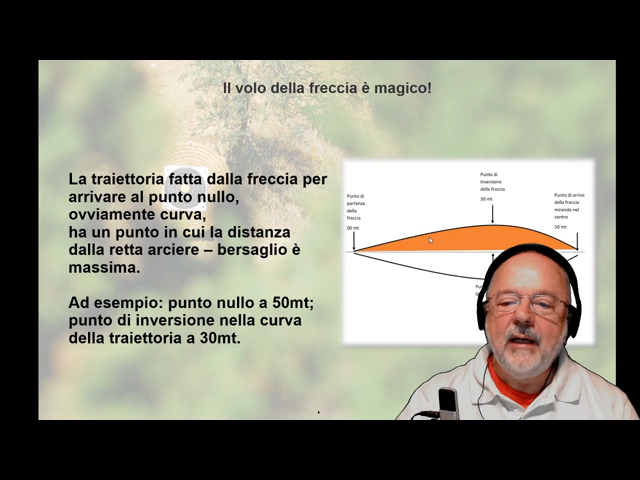 Il volo della freccia è magico!
La traiettoria fatta dalla freccia per
arrivare al punto nullo,
ovviamente curva,
ha un punto in cui la distanza
dalla retta arciere – bersaglio è
massima.
Ad esempio: punto nullo a 50mt;
punto di inversione nella curva
della traiettoria a 30mt.
Punto di
partenza
della
freccia
00 mt
Punto di
inversione
della freccia
30 mt
Punto di arrivo
della freccia
mirando nel
centro
50 mt